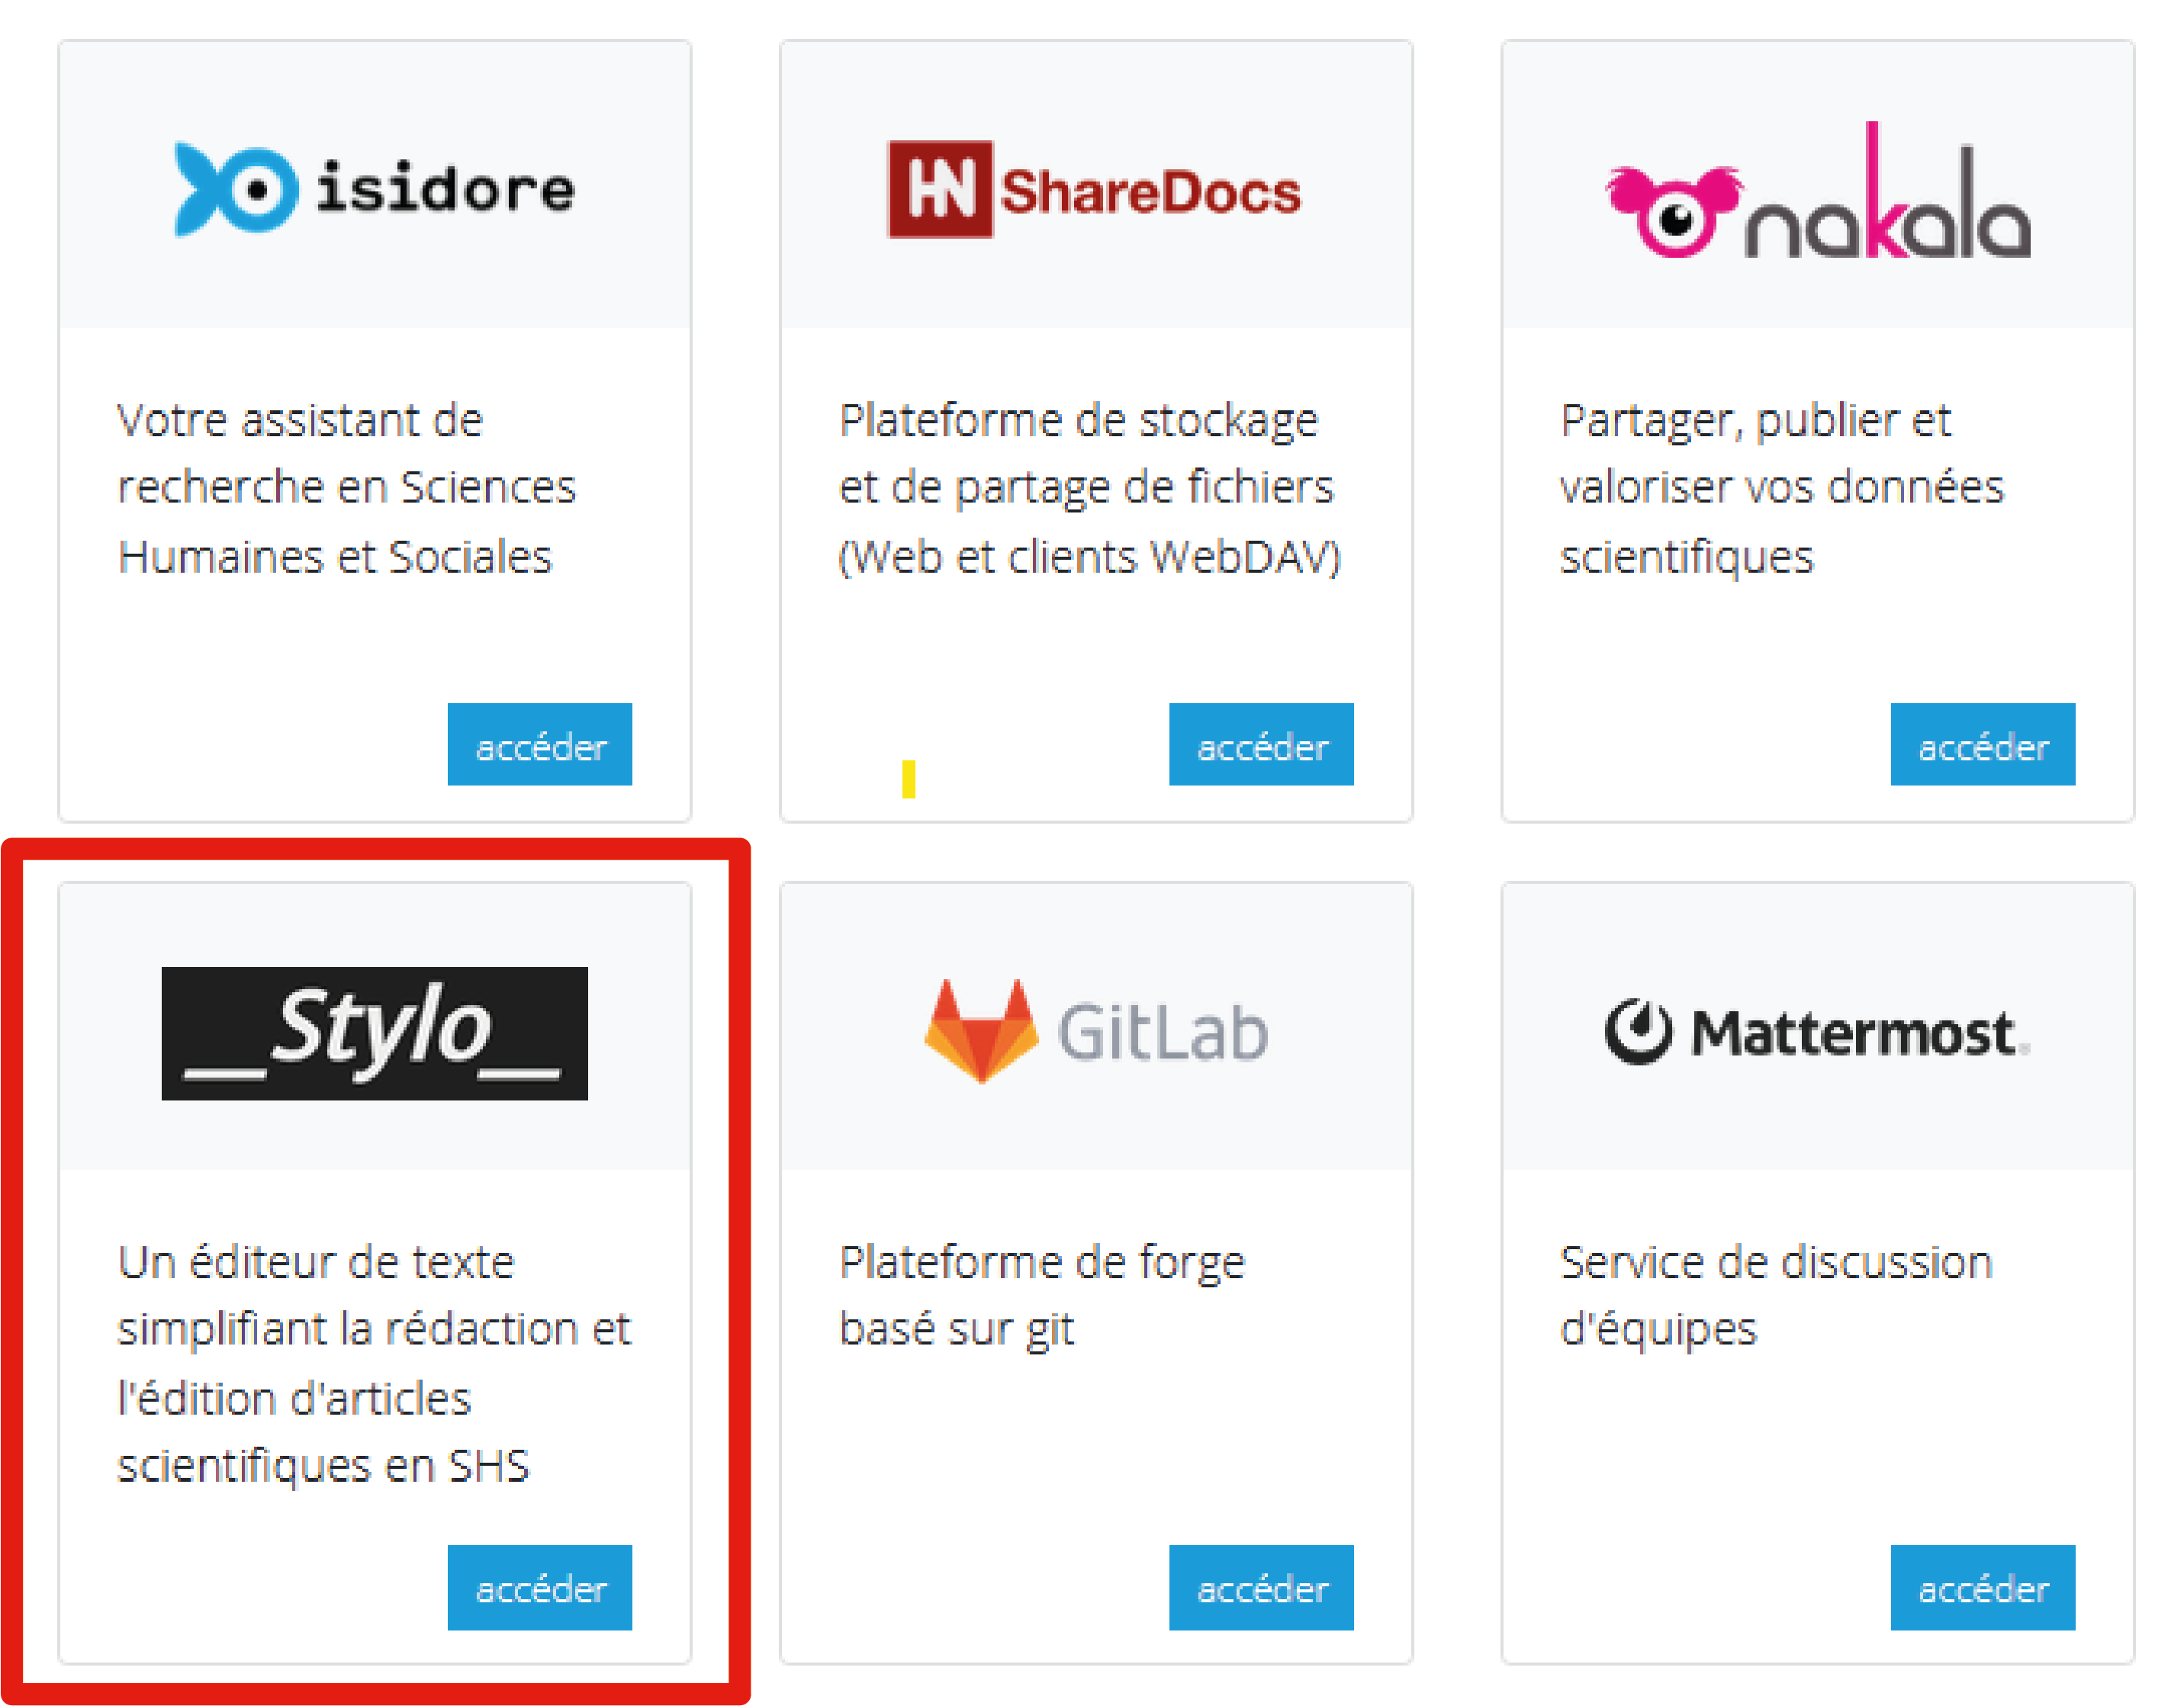 isidore
Votre assistant de
recherche en Sciences
Humaines et Sociales
accéder
HN ShareDocs
Plateforme de stockage
et de partage de fichiers
(Web et clients WebDAV)
accéder
nakala
Partager, publier et
valoriser vos données
scientifiques
accéder
_Stylo_
Un éditeur de texte
simplifiant la rédaction et
l'édition d'articles
scientifiques en SHS
accéder
GitLab
Plateforme de forge
basé sur git
accéder
Mattermost
Service de discussion
d'équipes
accéder